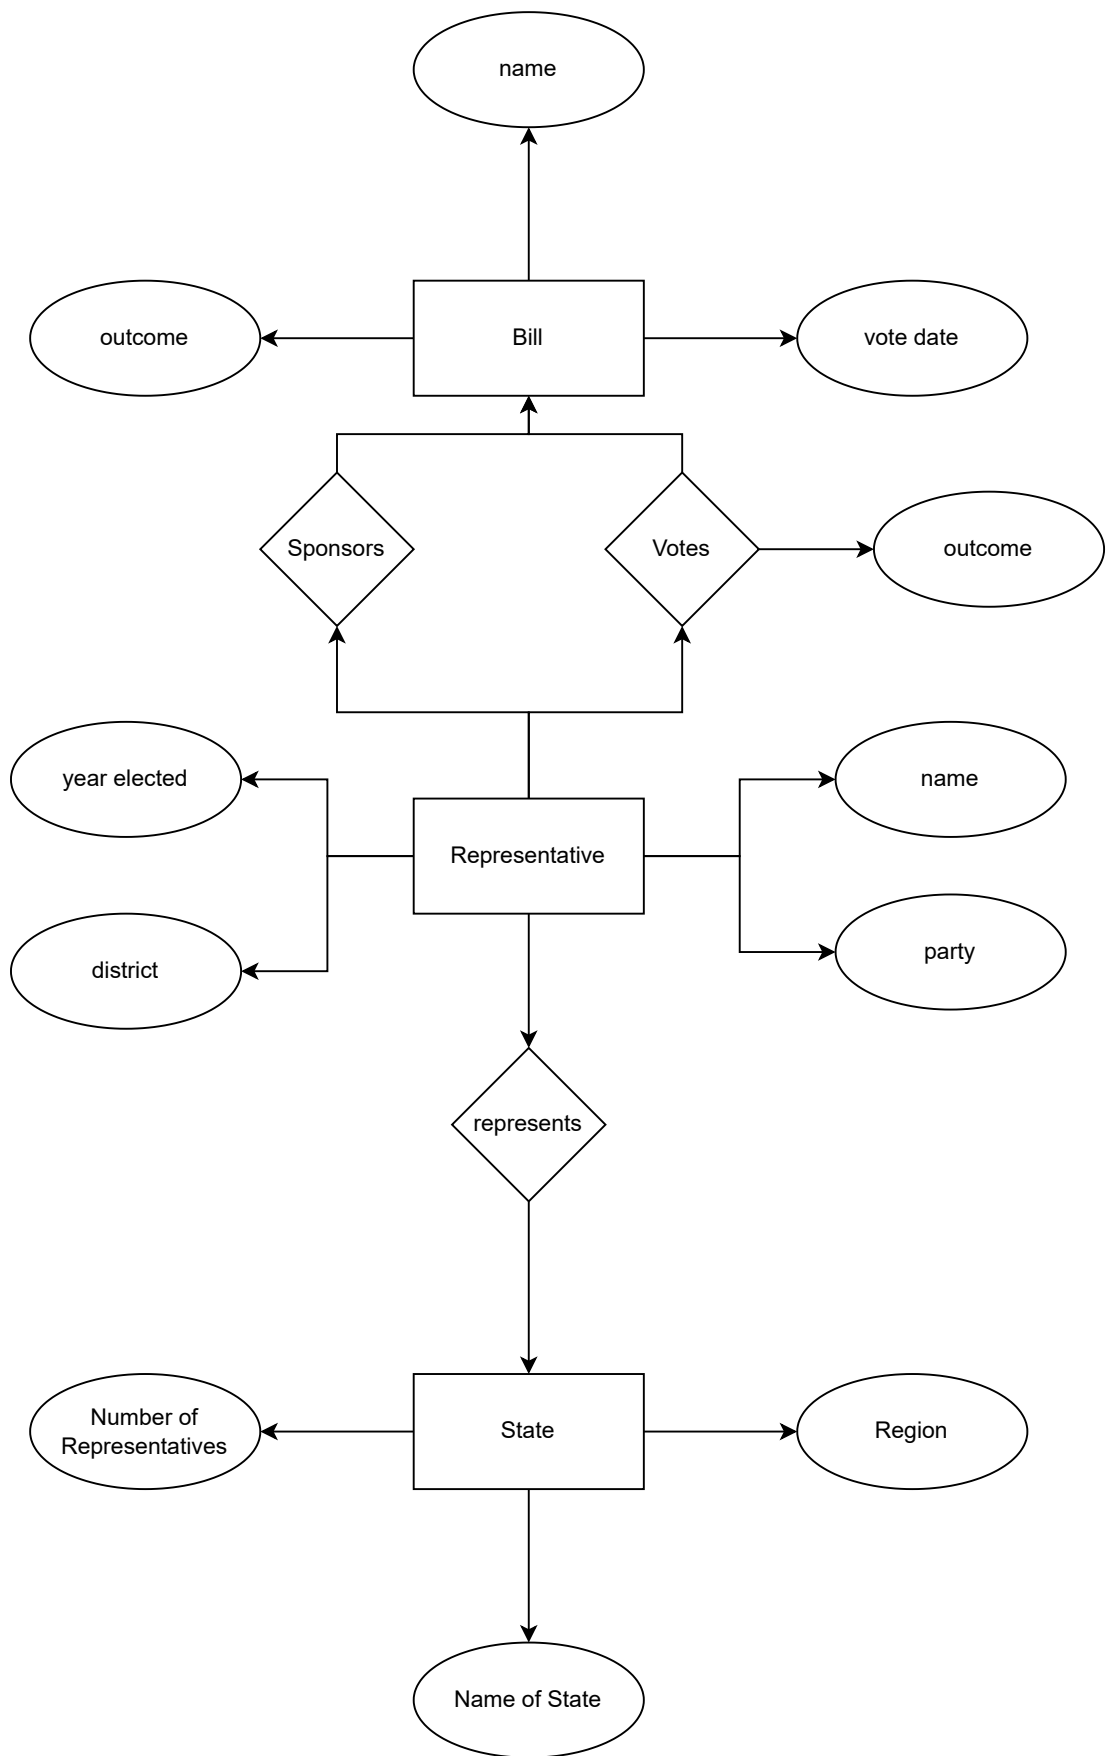 name
outcome
Bill
vote date
Sponsors
Votes
outcome
year elected
name
Representative
district
party
represents
Number of
Representatives
State
Region
Name of State